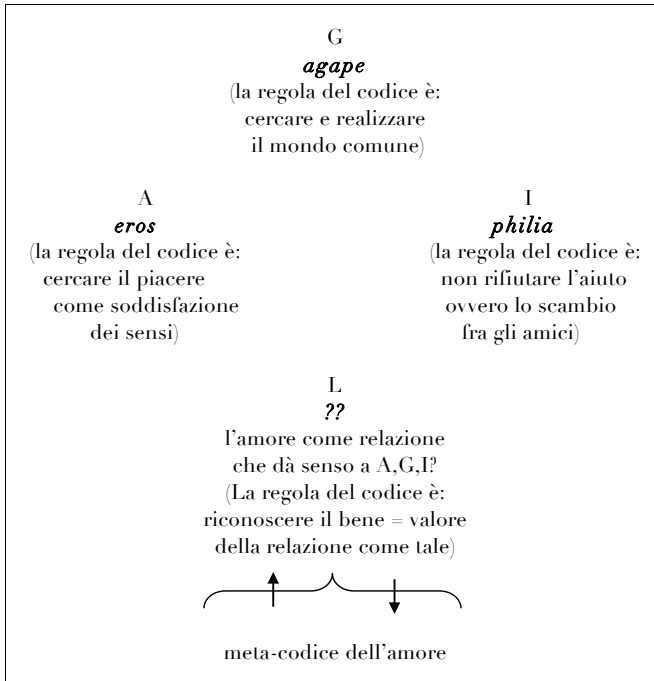 G
agape
(la regola del codice è:
cercare e realizzare
il mondo comune)
A
eros
(la regola del codice è:
cercare il piacere
come soddisfazione
dei sensi)
I
philia
(la regola del codice è:
non rifiutare l'aiuto
ovvero lo scambio
fra gli amici)
L
??
l'amore come relazione
che dà senso a A,G,I?
(La regola del codice è:
riconoscere il bene = valore
della relazione come tale)
meta-codice dell'amore